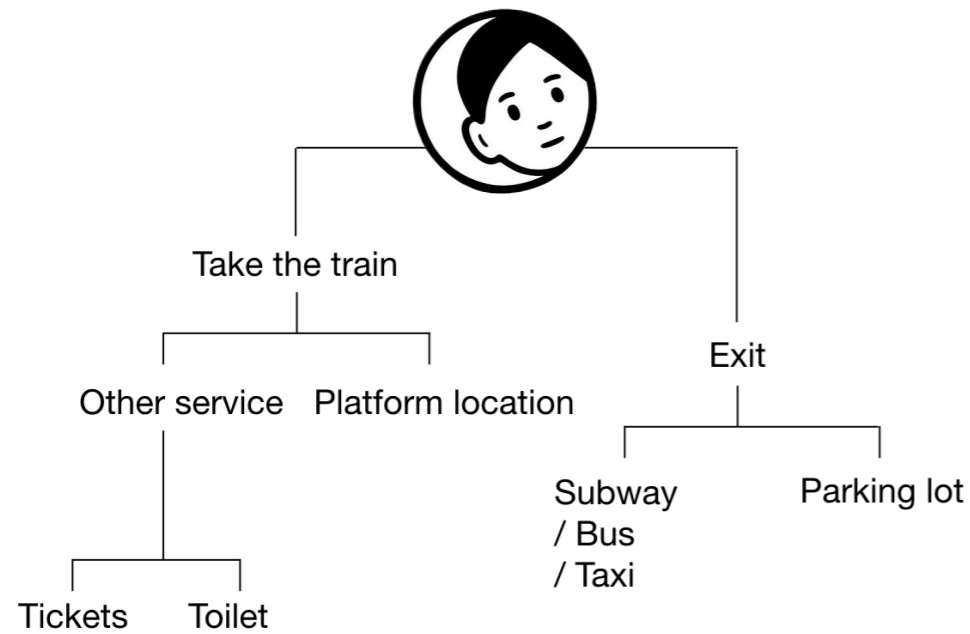 Take the train
Exit
Other service
Platform location
Subway
/ Bus
/ Taxi
Parking lot
Tickets
Toilet